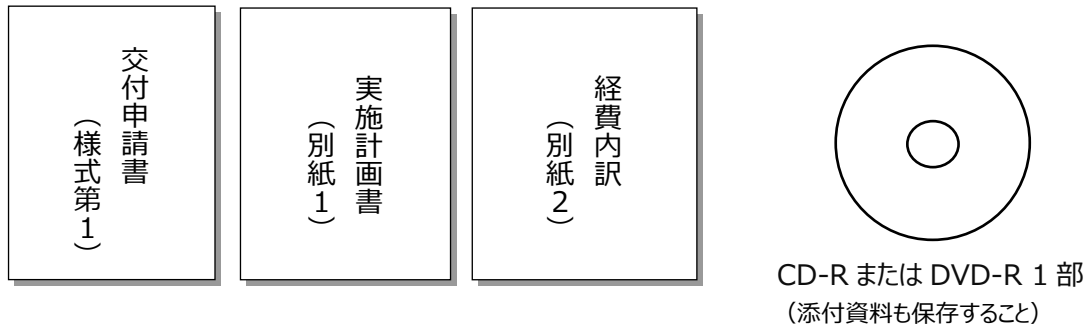 交付申請書
（様式第１）
実施計画書
（別紙１）
経費内訳
（別紙２）
CD-R または DVD-R 1 部
（添付資料も保存すること）